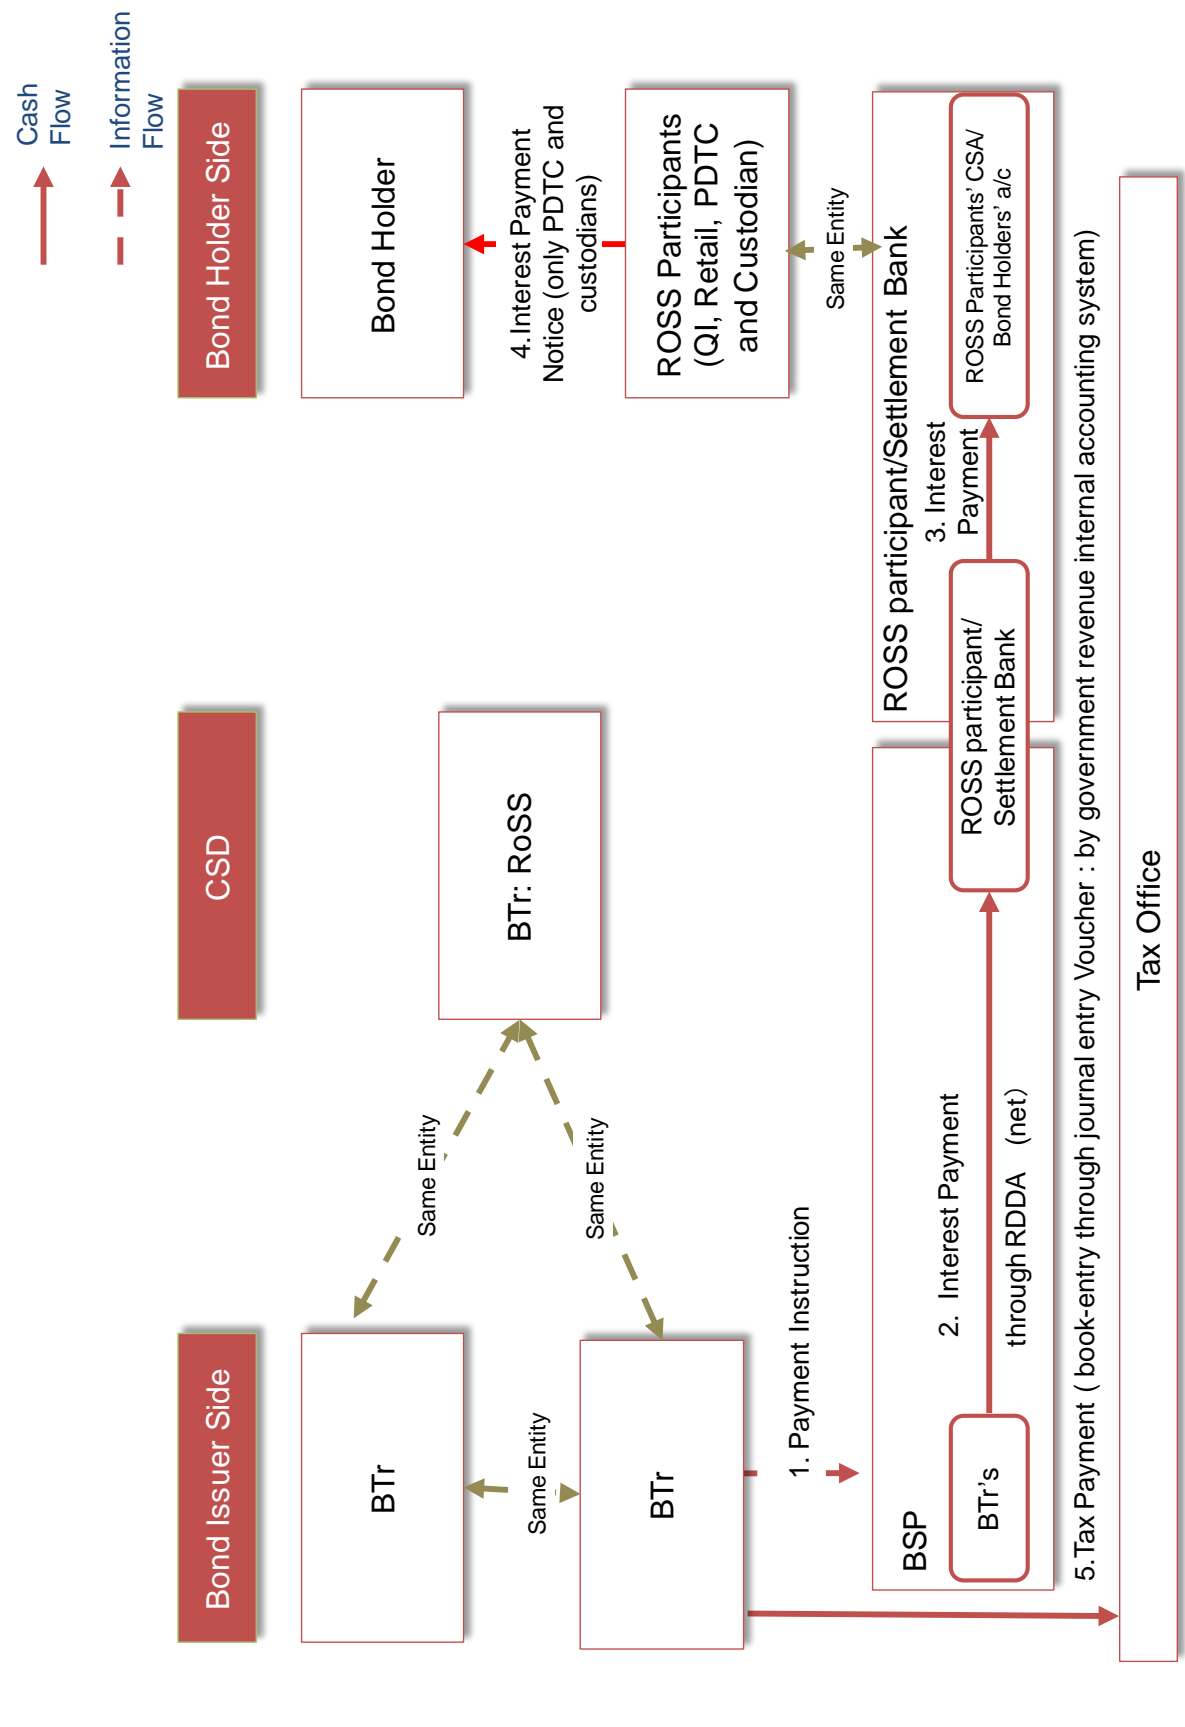 Cash
Flow
Information
Flow
Bond Issuer Side
CSD
Bond Holder Side
BTr
Bond Holder
Same Entity
Same Entity
BTr: RoSS
4.Interest Payment
Notice (only PDTC and
custodians)
Same Entity
BTr
ROSS Participants
(QI, Retail, PDTC
and Custodian)
1. Payment Instruction
Same Entity
BSP
ROSS participant/Settlement Bank
2. Interest Payment
through RDDA (net)
3. Interest
Payment
BTr's
ROSS participant/
Settlement Bank
ROSS Participants' CSA/
Bond Holders' a/c
5.Tax Payment ( book-entry through journal entry Voucher : by government revenue internal accounting system)
Tax Office